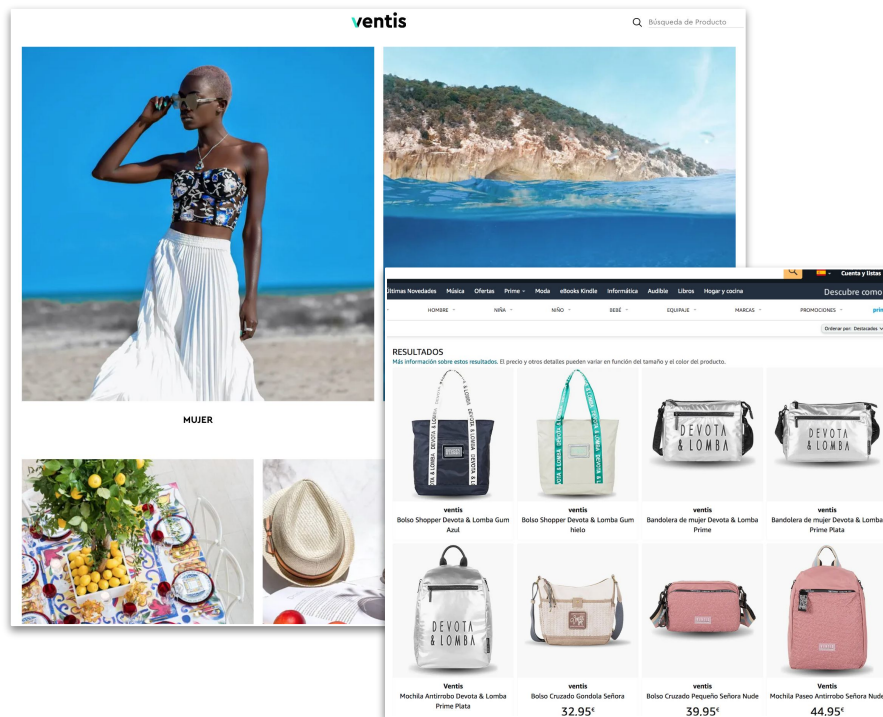 ventis
Búsqueda de Producto
MUJER
Cuenta y listas
Últimas Novedades Música Ofertas Prime Moda eBooks Kindle Informática Audible Libros Hogar y cocina Descubre como
HOMBRE NIÑA NIÑO BEBÉ EQUIPAJE MARCAS PROMOCIONES
Ordenar por: Destacados
RESULTADOS
Más información sobre estos resultados. El precio y otros detalles pueden variar en función del tamaño y el color del producto.
DEVOTA & LOMBA
DEVOTA & LOMBA
DEVOTA
& LOMBA
DEVOTA
& LOMBA
ventis
Bolso Shopper Devota & Lomba Gum
Azul
ventis
Bolso Shopper Devota & Lomba Gum
hielo
ventis
Bandolera de mujer Devota & Lomba
Prime
ventis
Bandolera de mujer Devota & Lomba
Prime Plata
DEVOTA
& LOMBA
Ventis
Mochila Antirrobo Devota & Lomba
Prime Plata
ventis
Bolso Cruzado Gondola Señora
32.95€
ventis
Bolso Cruzado Pequeño Señora Nude
39.95€
Ventis
Mochila Paseo Antirrobo Señora Nude
44.95€